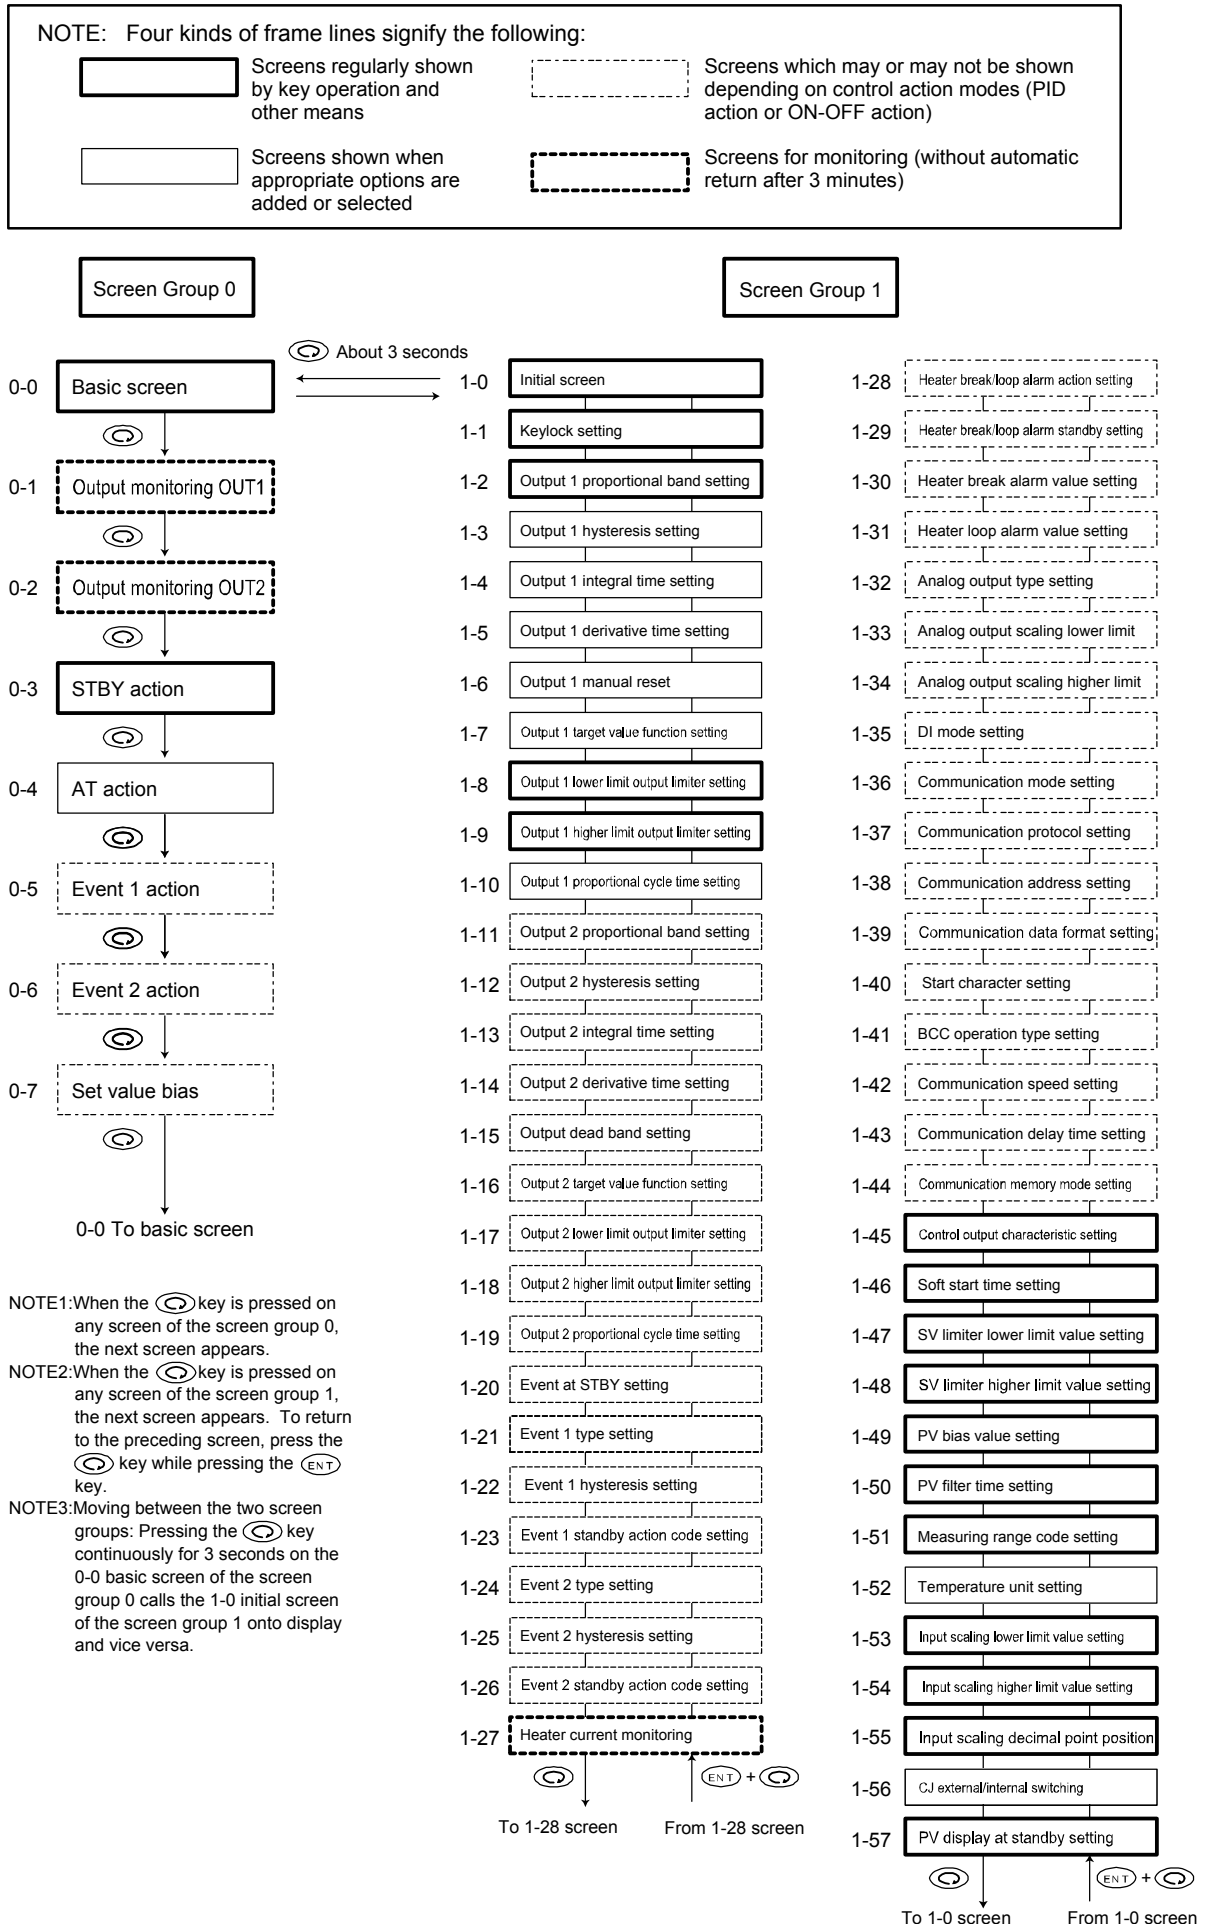 NOTE: Four kinds of frame lines signify the following:
Screens regularly shown
by key operation and
other means
Screens which may or may not be shown
depending on control action modes (PID
action or ON-OFF action)
Screens shown when
appropriate options are
added or selected
Screens for monitoring (without automatic
return after 3 minutes)
Screen Group 0
Screen Group 1
About 3 seconds
0-0 Basic screen
0-1 Output monitoring OUT1
0-2 Output monitoring OUT2
0-3 STBY action
0-4 AT action
0-5 Event 1 action
0-6 Event 2 action
0-7 Set value bias
0-0 To basic screen
NOTE1:When the key is pressed on
any screen of the screen group 0,
the next screen appears.
NOTE2:When the key is pressed on
any screen of the screen group 1,
the next screen appears. To return
to the preceding screen, press the
key while pressing the ENT
key.
NOTE3:Moving between the two screen
groups: Pressing the key
continuously for 3 seconds on the
0-0 basic screen of the screen
group 0 calls the 1-0 initial screen
of the screen group 1 onto display
and vice versa.
1-0 Initial screen
1-1 Keylock setting
1-2 Output 1 proportional band setting
1-3 Output 1 hysteresis setting
1-4 Output 1 integral time setting
1-5 Output 1 derivative time setting
1-6 Output 1 manual reset
1-7 Output 1 target value function setting
1-8 Output 1 lower limit output limiter setting
1-9 Output 1 higher limit output limiter setting
1-10 Output 1 proportional cycle time setting
1-11 Output 2 proportional band setting
1-12 Output 2 hysteresis setting
1-13 Output 2 integral time setting
1-14 Output 2 derivative time setting
1-15 Output dead band setting
1-16 Output 2 target value function setting
1-17 Output 2 lower limit output limiter setting
1-18 Output 2 higher limit output limiter setting
1-19 Output 2 proportional cycle time setting
1-20 Event at STBY setting
1-21 Event 1 type setting
1-22 Event 1 hysteresis setting
1-23 Event 1 standby action code setting
1-24 Event 2 type setting
1-25 Event 2 hysteresis setting
1-26 Event 2 standby action code setting
1-27 Heater current monitoring
ENT +
To 1-28 screen From 1-28 screen
1-28 Heater break/loop alarm action setting
1-29 Heater break/loop alarm standby setting
1-30 Heater break alarm value setting
1-31 Heater loop alarm value setting
1-32 Analog output type setting
1-33 Analog output scaling lower limit
1-34 Analog output scaling higher limit
1-35 DI mode setting
1-36 Communication mode setting
1-37 Communication protocol setting
1-38 Communication address setting
1-39 Communication data format setting
1-40 Start character setting
1-41 BCC operation type setting
1-42 Communication speed setting
1-43 Communication delay time setting
1-44 Communication memory mode setting
1-45 Control output characteristic setting
1-46 Soft start time setting
1-47 SV limiter lower limit value setting
1-48 SV limiter higher limit value setting
1-49 PV bias value setting
1-50 PV filter time setting
1-51 Measuring range code setting
1-52 Temperature unit setting
1-53 Input scaling lower limit value setting
1-54 Input scaling higher limit value setting
1-55 Input scaling decimal point position
1-56 CJ external/internal switching
1-57 PV display at standby setting
ENT +
To 1-0 screen From 1-0 screen